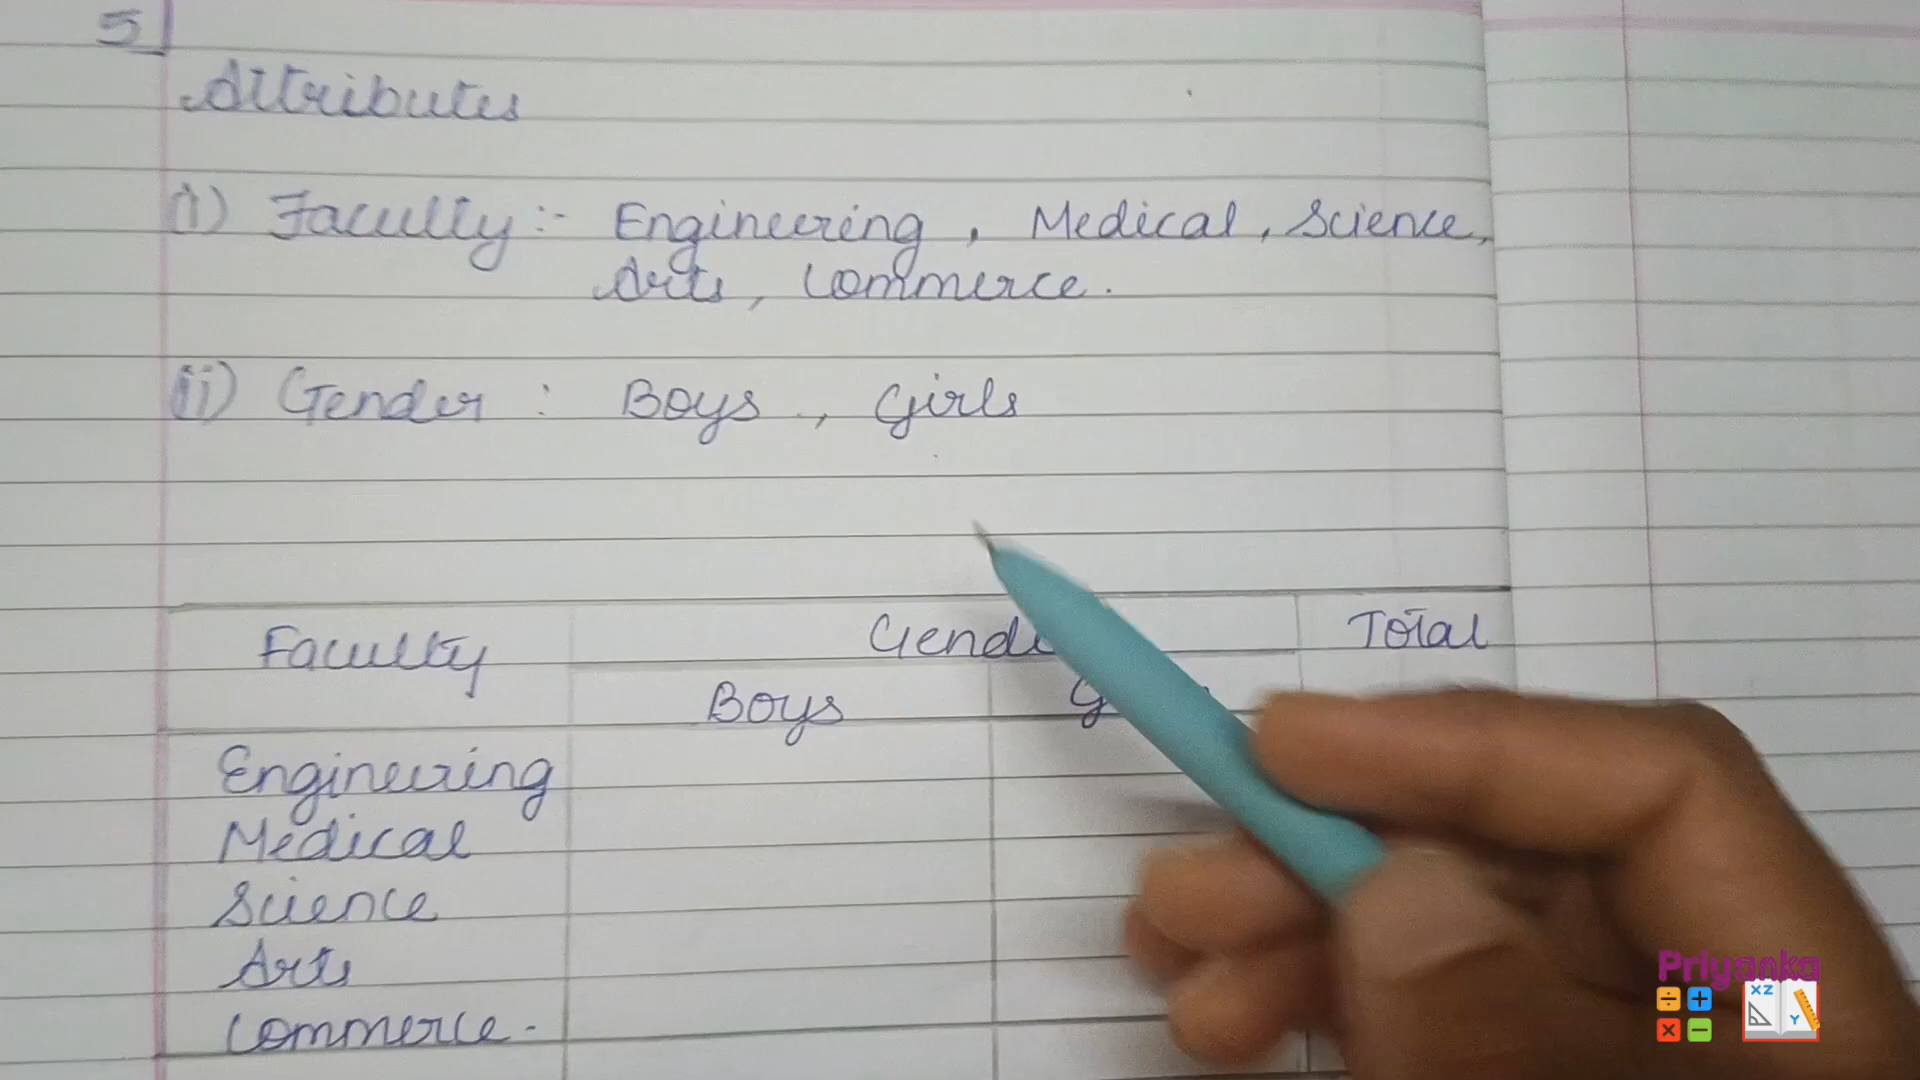 5
Attributes
(i) Faculty :- Engineering, Medical, Science,
Arts, Commerce.
(ii) Gender : Boys, Girls
Faculty Total
Boys
Engineering
Medical
Science
Arts
Commerce -
Priyanka
÷ +
× −
XZ
Y